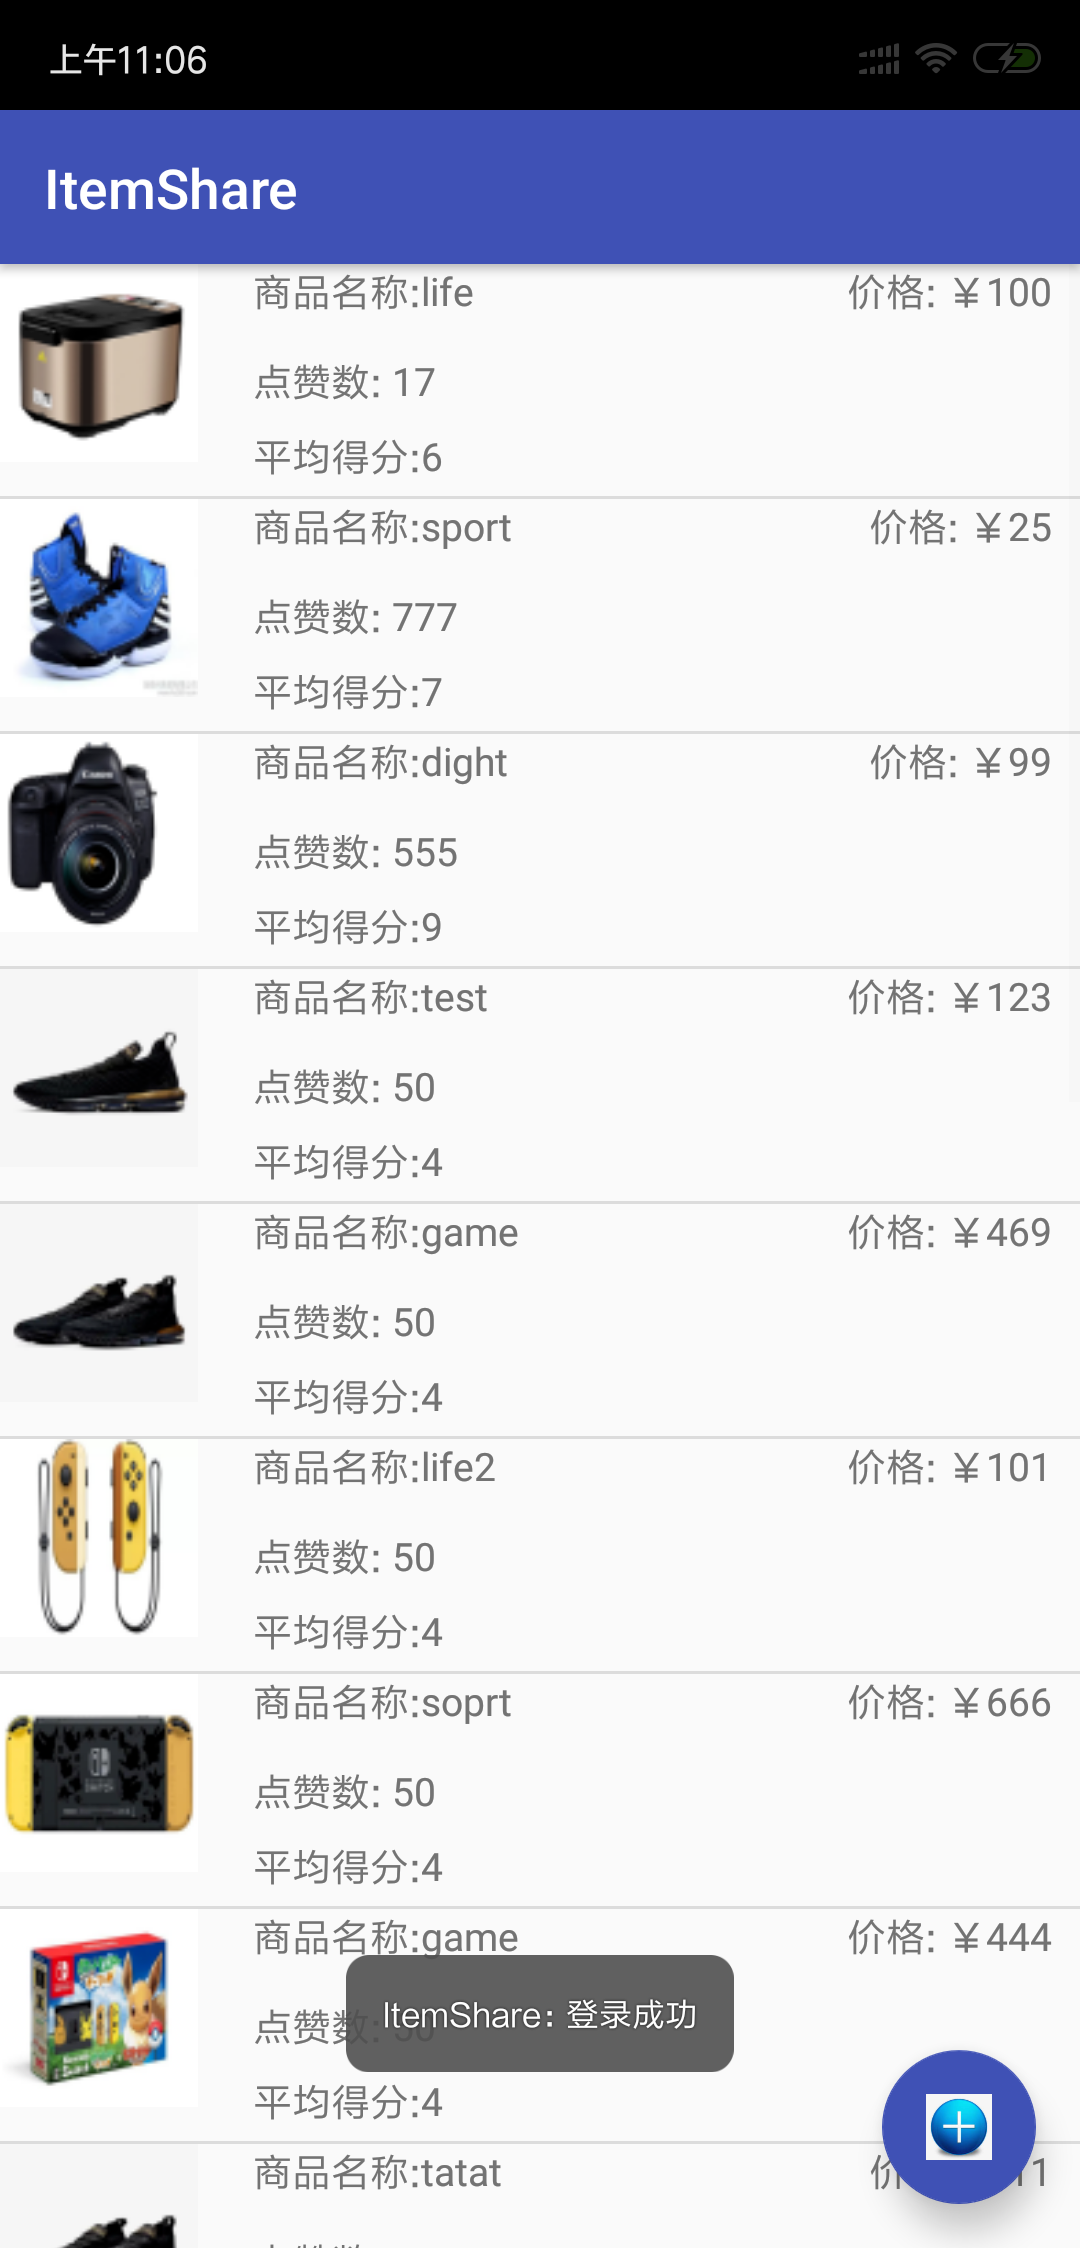 上午11:06
ItemShare
商品名称:life 价格: ￥100
点赞数: 17
平均得分:6
商品名称:sport 价格: ￥25
点赞数: 777
平均得分:7
Canon
商品名称:dight 价格: ￥99
点赞数: 555
平均得分:9
商品名称:test 价格: ￥123
点赞数: 50
平均得分:4
商品名称:game 价格: ￥469
点赞数: 50
平均得分:4
商品名称:life2 价格: ￥101
点赞数: 50
平均得分:4
商品名称:soprt 价格: ￥666
点赞数: 50
平均得分:4
商品名称:game 价格: ￥444
点赞数: 50
ItemShare: 登录成功
平均得分:4
商品名称:tatat